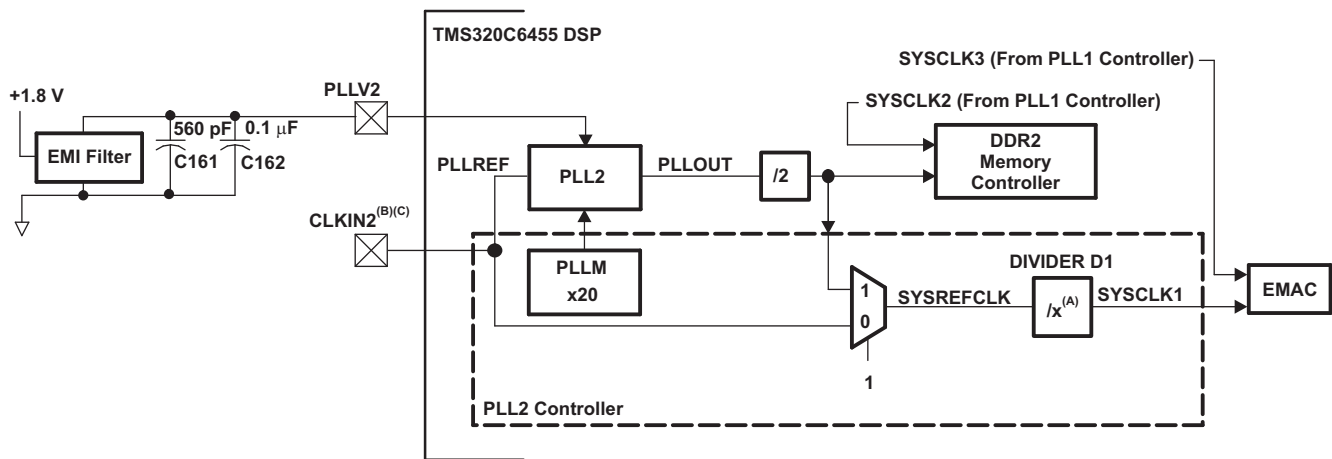 TMS320C6455 DSP
SYSCLK3 (From PLL1 Controller)
+1.8 V
PLLV2
SYSCLK2 (From PLL1 Controller)
560 pF
0.1 μF
EMI Filter
C161
C162
DDR2
Memory
Controller
PLLREF
PLL2
PLLOUT
/2
CLKIN2(B)(C)
PLLM
x20
DIVIDER D1
1
SYSREFCLK
/x(A)
SYSCLK1
EMAC
0
1
PLL2 Controller